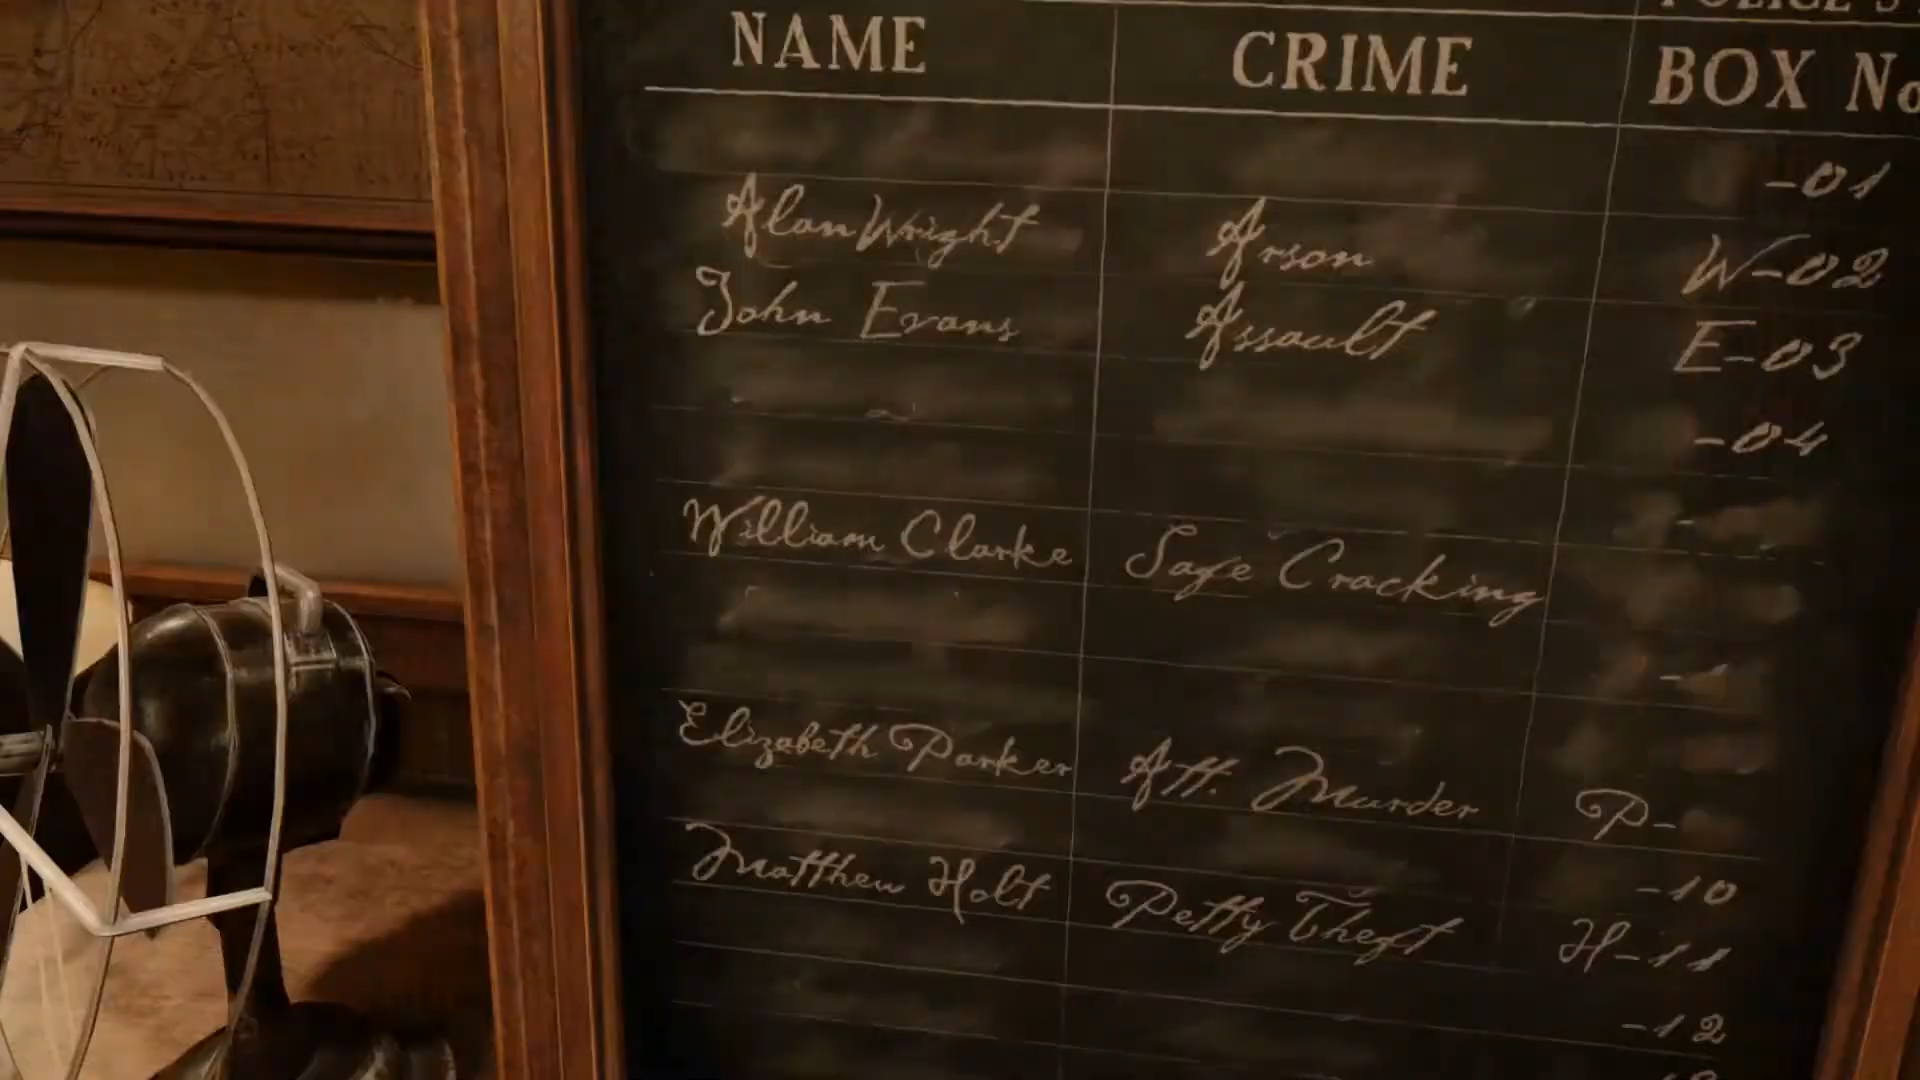 NAME CRIME BOX No
-01
Alan Wright Arson W-02
John Evans Assault E-03
-04
William Clarke Safe Cracking
-
Elizabeth Parker Att. Murder P-
-10
Matthew Holt Petty Theft H-11
-12